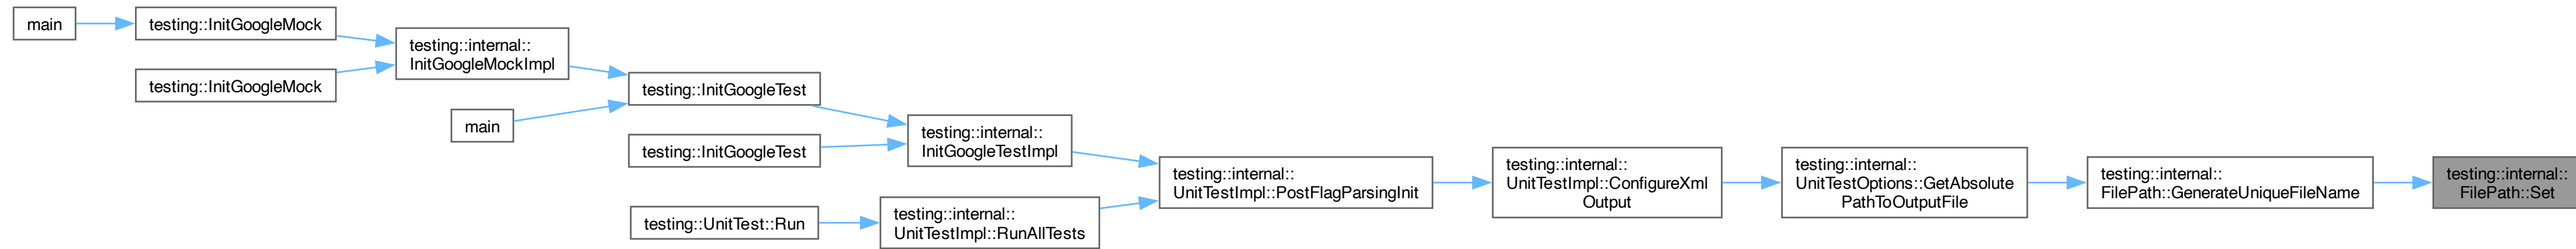 main
testing::InitGoogleMock
testing::InitGoogleMock
testing::internal::
InitGoogleMockImpl
main
testing::InitGoogleTest
testing::InitGoogleTest
testing::UnitTest::Run
testing::internal::
InitGoogleTestImpl
testing::internal::
UnitTestImpl::RunAllTests
testing::internal::
UnitTestImpl::PostFlagParsingInit
testing::internal::
UnitTestImpl::ConfigureXml
Output
testing::internal::
UnitTestOptions::GetAbsolute
PathToOutputFile
testing::internal::
FilePath::GenerateUniqueFileName
testing::internal::
FilePath::Set